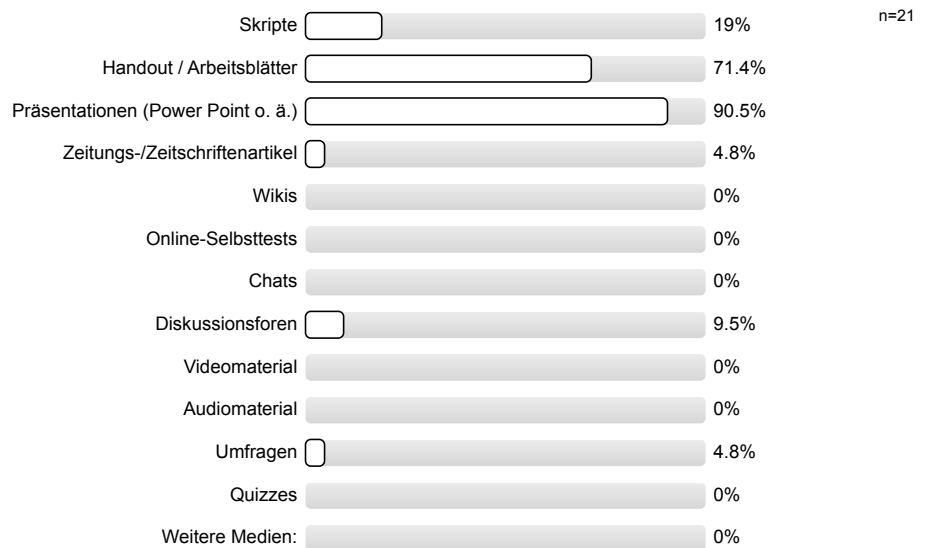 Skripte 19% n=21
Handout / Arbeitsblätter 71.4%
Präsentationen (Power Point o. ä.) 90.5%
Zeitungs-/Zeitschriftenartikel 4.8%
Wikis 0%
Online-Selbsttests 0%
Chats 0%
Diskussionsforen 9.5%
Videomaterial 0%
Audiomaterial 0%
Umfragen 4.8%
Quizzes 0%
Weitere Medien: 0%